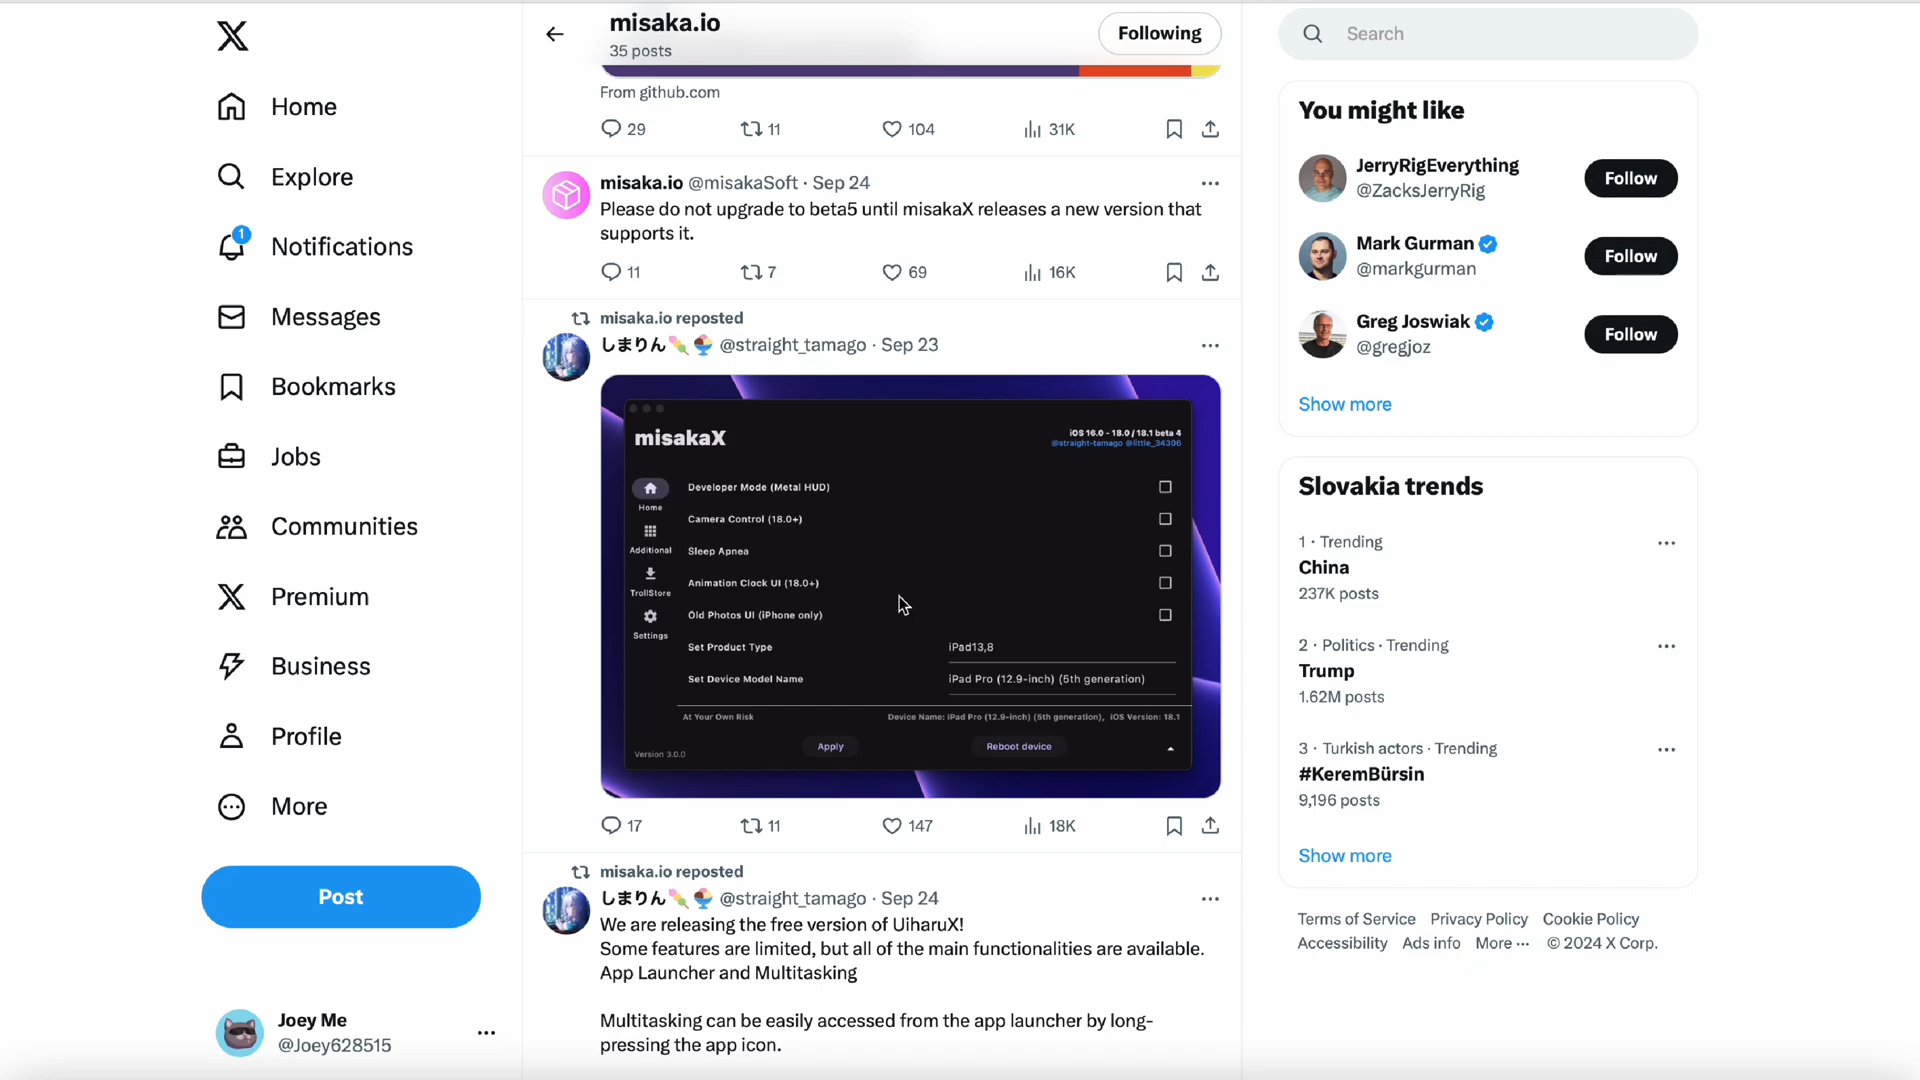 Home
Explore
1
Notifications
Messages
Bookmarks
Jobs
Communities
Premium
Business
Profile
More
Post
Joey Me
@Joey628515
misaka.io
35 posts
Following
From github.com
29 11 104 31K
misaka.io @misakaSoft · Sep 24
Please do not upgrade to beta5 until misakaX releases a new version that
supports it.
11 7 69 16K
misaka.io reposted
しまりん🍡🍧 @straight_tamago · Sep 23
misakaX
iOS 16.0 - 18.0 / 18.1 beta 4
@straight-tamago @little_34306
Home
Additional
TrollStore
Settings
Developer Mode (Metal HUD)
Camera Control (18.0+)
Sleep Apnea
Animation Clock UI (18.0+)
Old Photos UI (iPhone only)
Set Product Type iPad13,8
Set Device Model Name iPad Pro (12.9-inch) (5th generation)
At Your Own Risk Device Name: iPad Pro (12.9-inch) (5th generation), iOS Version: 18.1
Version 3.0.0 Apply Reboot device
17 11 147 18K
misaka.io reposted
しまりん🍡🍧 @straight_tamago · Sep 24
We are releasing the free version of UiharuX!
Some features are limited, but all of the main functionalities are available.
App Launcher and Multitasking
Multitasking can be easily accessed from the app launcher by long-
pressing the app icon.
Search
You might like
JerryRigEverything
@ZacksJerryRig
Follow
Mark Gurman
@markgurman
Follow
Greg Joswiak
@gregjoz
Follow
Show more
Slovakia trends
1 · Trending
China
237K posts
2 · Politics · Trending
Trump
1.62M posts
3 · Turkish actors · Trending
#KeremBürsin
9,196 posts
Show more
Terms of Service Privacy Policy Cookie Policy
Accessibility Ads info More ··· © 2024 X Corp.